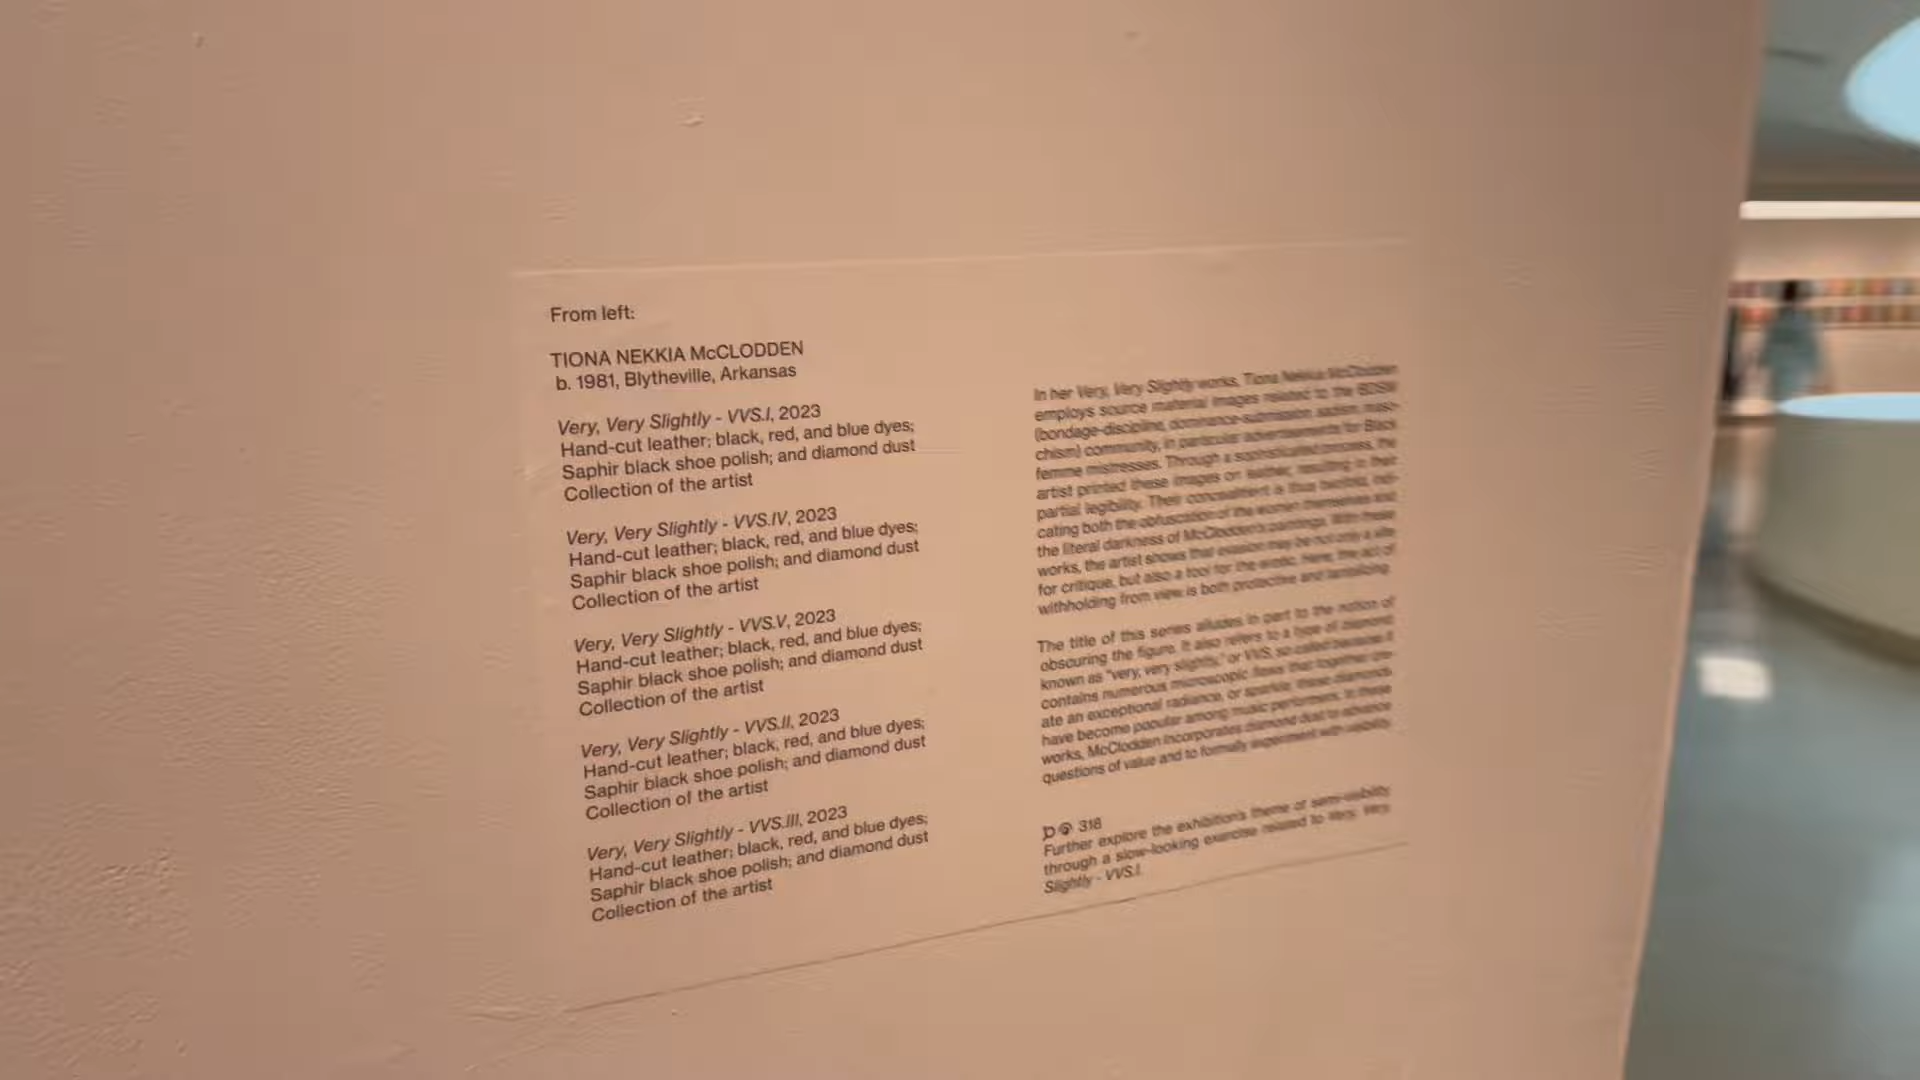 From left:
TIONA NEKKIA McCLODDEN
b. 1981, Blytheville, Arkansas
Very, Very Slightly - VVS.I, 2023
Hand-cut leather; black, red, and blue dyes;
Saphir black shoe polish; and diamond dust
Collection of the artist
Very, Very Slightly - VVS.IV, 2023
Hand-cut leather; black, red, and blue dyes;
Saphir black shoe polish; and diamond dust
Collection of the artist
Very, Very Slightly - VVS.V, 2023
Hand-cut leather; black, red, and blue dyes;
Saphir black shoe polish; and diamond dust
Collection of the artist
Very, Very Slightly - VVS.II, 2023
Hand-cut leather; black, red, and blue dyes;
Saphir black shoe polish; and diamond dust
Collection of the artist
Very, Very Slightly - VVS.III, 2023
Hand-cut leather; black, red, and blue dyes;
Saphir black shoe polish; and diamond dust
Collection of the artist
In her Very, Very Slightly works, Tiona Nekkia McClodden
employs source material images related to the BDSM
(bondage-discipline, dominance-submission, sadism, maso-
chism) community, in particular advertisements for Black
femme mistresses. Through a sophisticated process, the
artist printed these images on leather, resulting in their
partial legibility. Their concealment is thus twofold, indi-
cating both the obfuscation of the women themselves and
the literal darkness of McClodden's paintings. With these
works, the artist shows that evasion may be not only a site
for critique, but also a tool for the erotic. Here, the act of
withholding from view is both protective and tantalizing.
The title of this series alludes in part to the notion of
obscuring the figure. It also refers to a type of diamond
known as "very, very slightly," or VVS, so called because it
contains numerous microscopic flaws that together cre-
ate an exceptional radiance, or sparkle; these diamonds
have become popular among music performers. In these
works, McClodden incorporates diamond dust to advance
questions of value and to formally experiment with visibility.
318
Further explore the exhibition's theme of semi-visibility
through a slow-looking exercise related to Very, Very
Slightly - VVS.I.